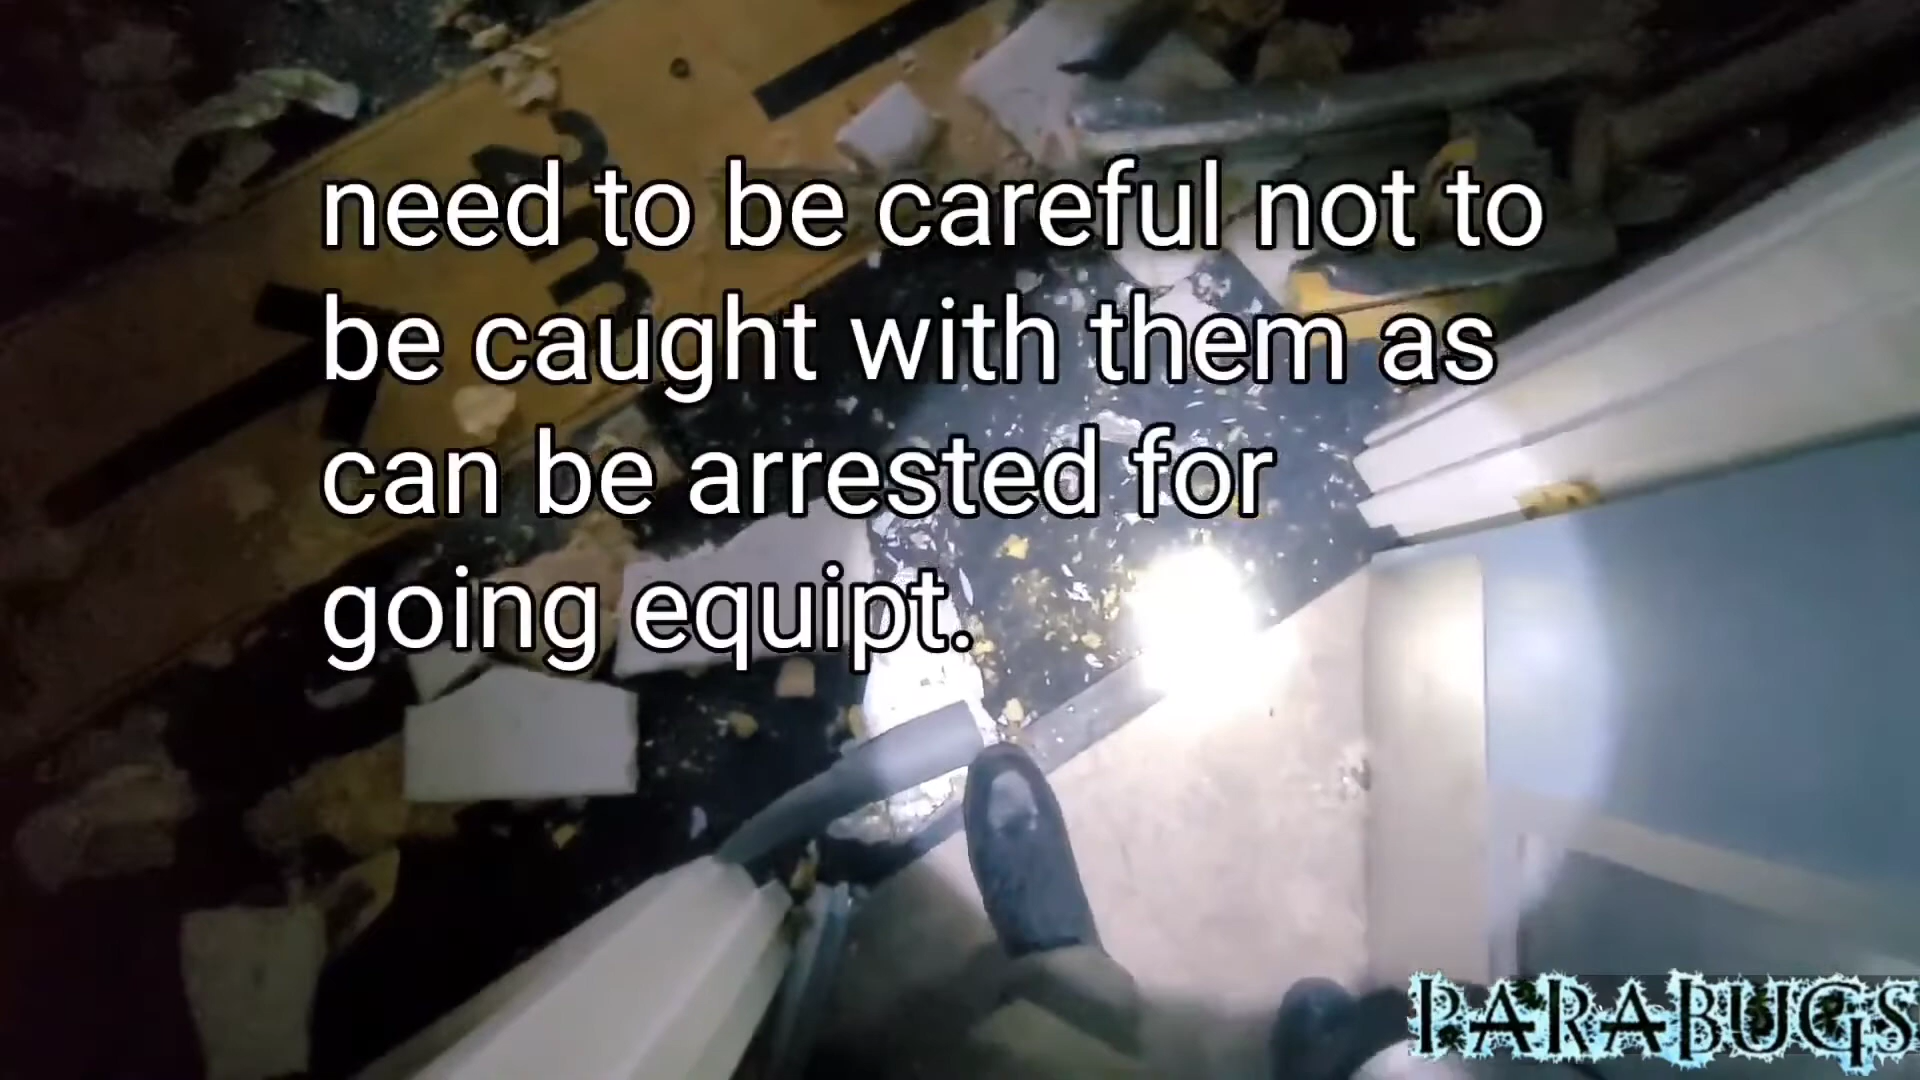 need to be careful not to
be caught with them as
can be arrested for
going equipt.
PARABUGS